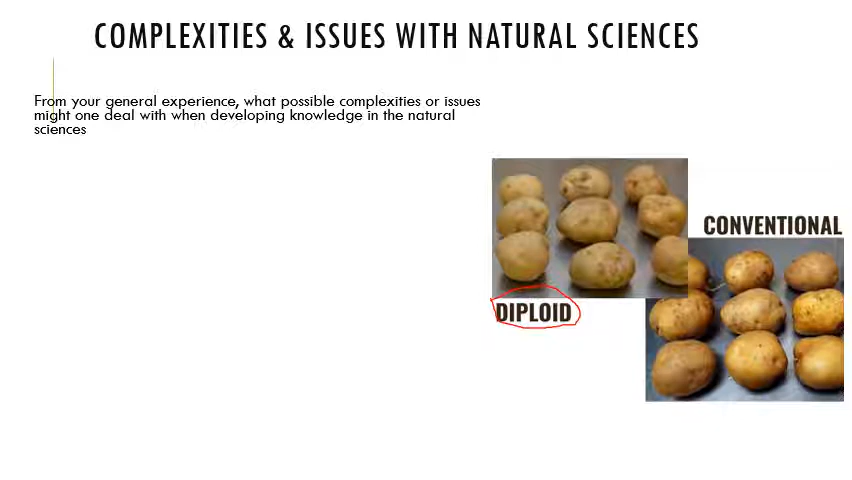 COMPLEXITIES & ISSUES WITH NATURAL SCIENCES
From your general experience, what possible complexities or issues
might one deal with when developing knowledge in the natural
sciences
CONVENTIONAL
DIPLOID